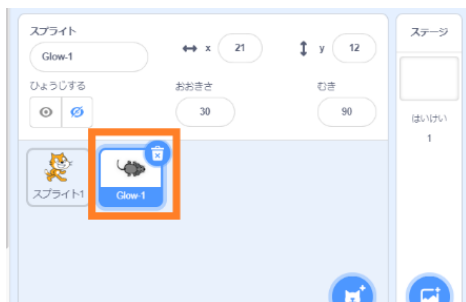 スプライト
Glow-1
x 21
y 12
ステージ
ひょうじする
おおきさ
むき
30
90
はいけい
1
スプライト1
Glow-1